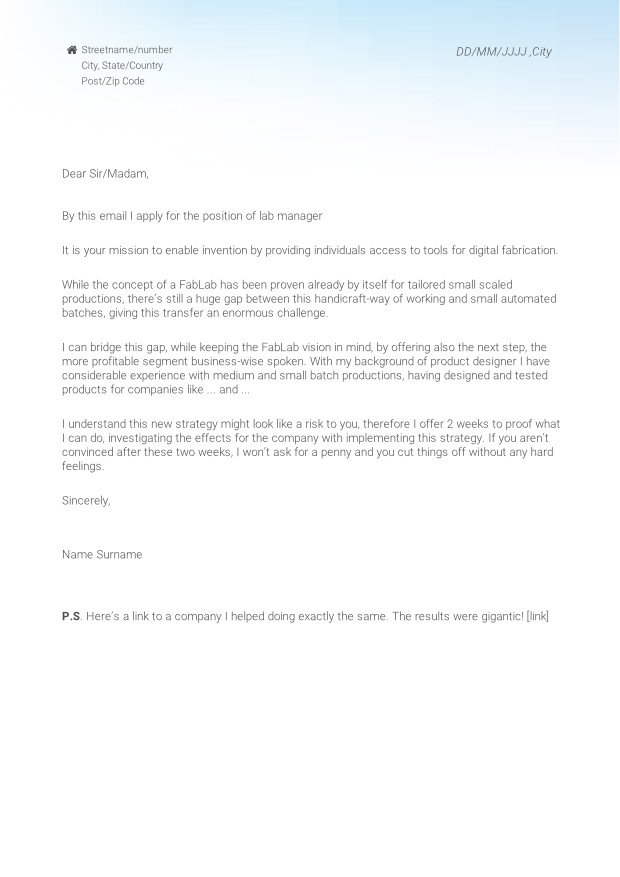 Streetname/number
City, State/Country
Post/Zip Code
DD/MM/JJJJ ,City
Dear Sir/Madam,
By this email I apply for the position of lab manager
It is your mission to enable invention by providing individuals access to tools for digital fabrication.
While the concept of a FabLab has been proven already by itself for tailored small scaled
productions, there's still a huge gap between this handicraft-way of working and small automated
batches, giving this transfer an enormous challenge.
I can bridge this gap, while keeping the FabLab vision in mind, by offering also the next step, the
more profitable segment business-wise spoken. With my background of product designer I have
considerable experience with medium and small batch productions, having designed and tested
products for companies like ... and ...
I understand this new strategy might look like a risk to you, therefore I offer 2 weeks to proof what
I can do, investigating the effects for the company with implementing this strategy. If you aren't
convinced after these two weeks, I won't ask for a penny and you cut things off without any hard
feelings.
Sincerely,
Name Surname
P.S. Here's a link to a company I helped doing exactly the same. The results were gigantic! [link]